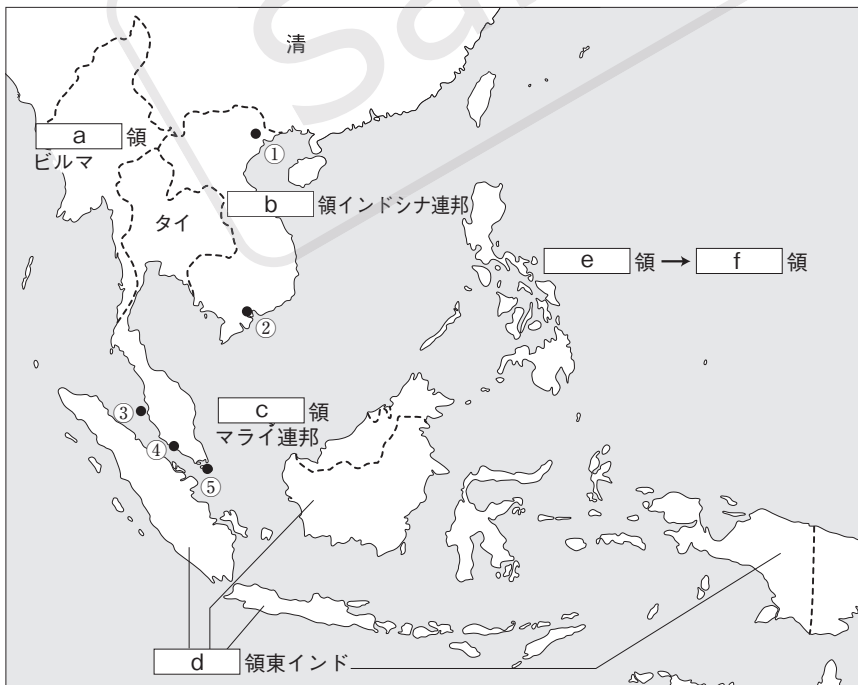 清
a 領
ビルマ
①
b 領インドシナ連邦
タイ
e 領 → f 領
②
③
c 領
マライ連邦
④
⑤
d 領東インド